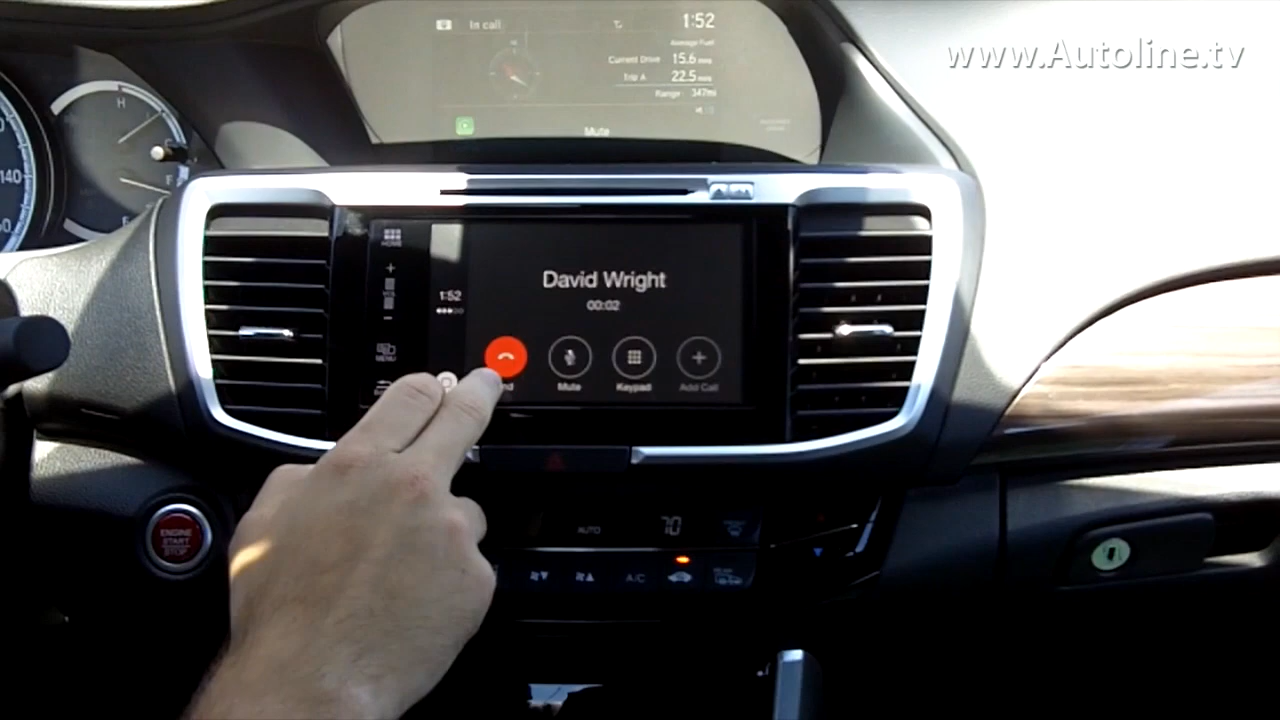 www.Autoline.tv
In call
1:52
Average Fuel
Current Drive 15.6 MPG
Trip A 22.5 MPG
Range 347mi
Mute
H
140
F
HOME
+
VOL
-
MENU
1:52
David Wright
00:02
Mute
Keypad
Add Call
ENGINE
START
STOP
AUTO
70
A/C